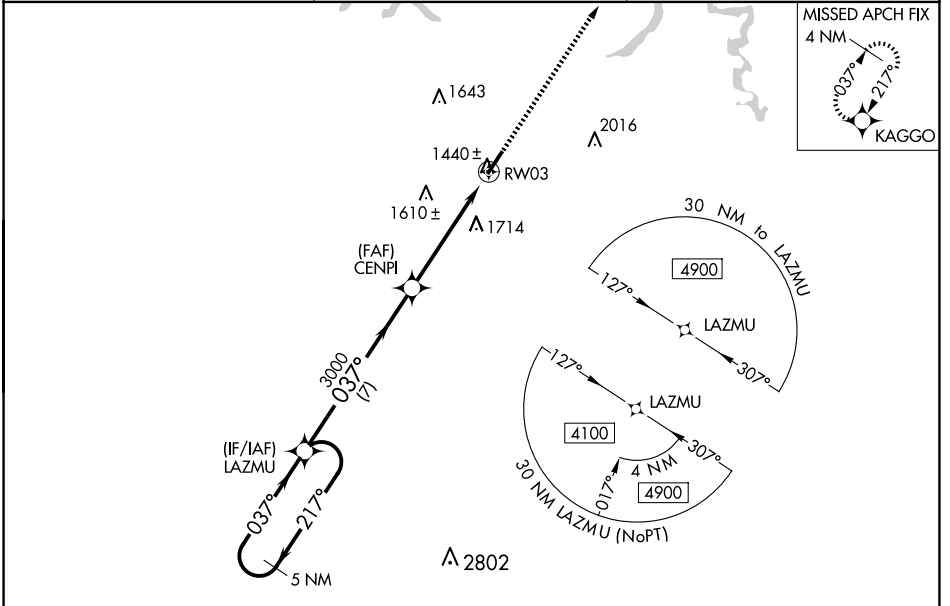 MISSED APCH FIX
4 NM
037°
217°
KAGGO
1643
2016
1440 ±
RW03
1610 ±
1714
(FAF)
CENPI
3000
037°
(7)
(IF/IAF)
LAZMU
037°
217°
5 NM
2802
30 NM to LAZMU
4900
127°
LAZMU
307°
127°
LAZMU
4100
307°
4 NM
017°
4900
30 NM LAZMU (NoPT)